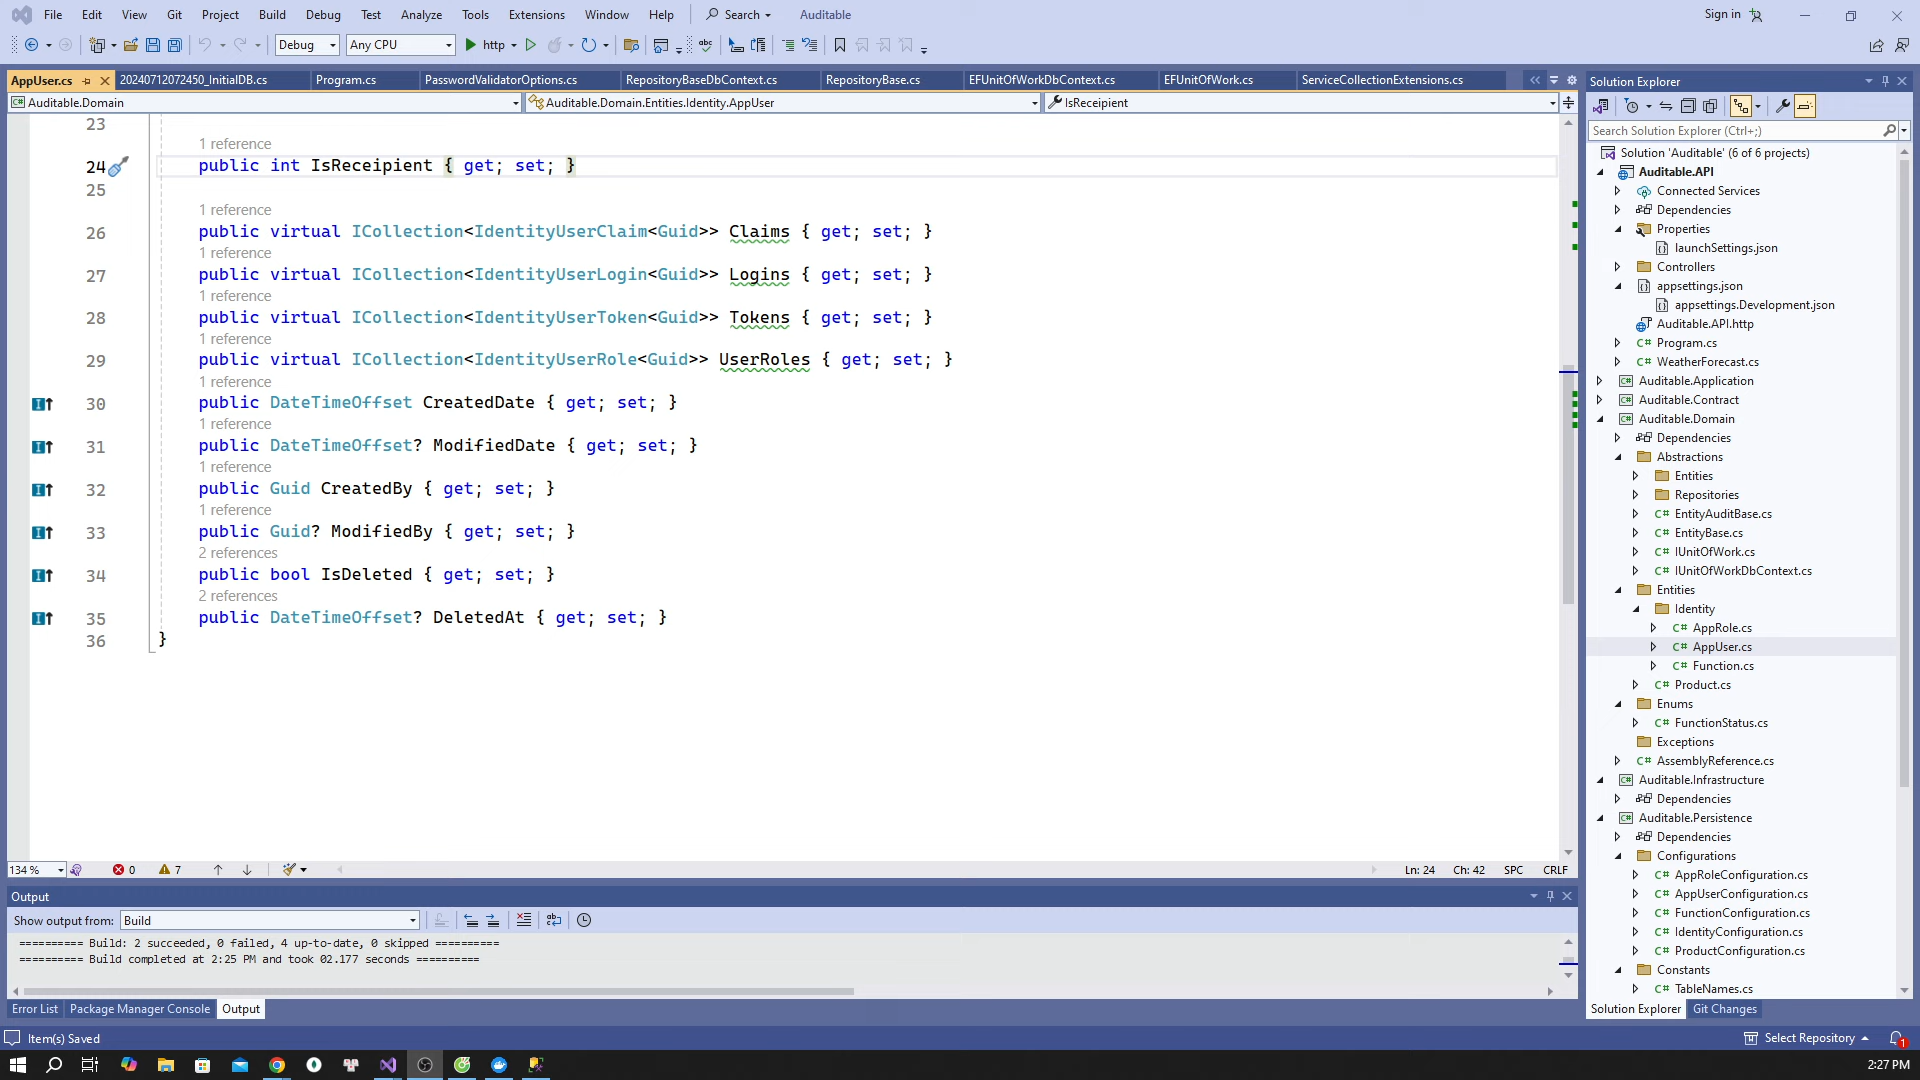 File Edit View Git Project Build Debug Test Analyze Tools Extensions Window Help Search Auditable Sign in
Debug Any CPU http
AppUser.cs 20240712072450_InitialDB.cs Program.cs PasswordValidatorOptions.cs RepositoryBaseDbContext.cs RepositoryBase.cs EFUnitOfWorkDbContext.cs EFUnitOfWork.cs ServiceCollectionExtensions.cs
Auditable.Domain Auditable.Domain.Entities.Identity.AppUser IsReceipient
23
1 reference
24 public int IsReceipient { get; set; }
25
1 reference
26 public virtual ICollection<IdentityUserClaim<Guid>> Claims { get; set; }
1 reference
27 public virtual ICollection<IdentityUserLogin<Guid>> Logins { get; set; }
1 reference
28 public virtual ICollection<IdentityUserToken<Guid>> Tokens { get; set; }
1 reference
29 public virtual ICollection<IdentityUserRole<Guid>> UserRoles { get; set; }
1 reference
30 public DateTimeOffset CreatedDate { get; set; }
1 reference
31 public DateTimeOffset? ModifiedDate { get; set; }
1 reference
32 public Guid CreatedBy { get; set; }
1 reference
33 public Guid? ModifiedBy { get; set; }
2 references
34 public bool IsDeleted { get; set; }
2 references
35 public DateTimeOffset? DeletedAt { get; set; }
36 }
134 % 0 7 Ln: 24 Ch: 42 SPC CRLF
Output
Show output from: Build
========== Build: 2 succeeded, 0 failed, 4 up-to-date, 0 skipped ==========
========== Build completed at 2:25 PM and took 02.177 seconds ==========
Error List Package Manager Console Output
Solution Explorer
Search Solution Explorer (Ctrl+;)
Solution 'Auditable' (6 of 6 projects)
Auditable.API
Connected Services
Dependencies
Properties
launchSettings.json
Controllers
appsettings.json
appsettings.Development.json
Auditable.API.http
C# Program.cs
C# WeatherForecast.cs
C# Auditable.Application
C# Auditable.Contract
C# Auditable.Domain
Dependencies
Abstractions
Entities
Repositories
C# EntityAuditBase.cs
C# EntityBase.cs
C# IUnitOfWork.cs
C# IUnitOfWorkDbContext.cs
Entities
Identity
C# AppRole.cs
C# AppUser.cs
C# Function.cs
C# Product.cs
Enums
C# FunctionStatus.cs
Exceptions
C# AssemblyReference.cs
C# Auditable.Infrastructure
Dependencies
C# Auditable.Persistence
Dependencies
Configurations
C# AppRoleConfiguration.cs
C# AppUserConfiguration.cs
C# FunctionConfiguration.cs
C# IdentityConfiguration.cs
C# ProductConfiguration.cs
Constants
C# TableNames.cs
Solution Explorer Git Changes
Item(s) Saved Select Repository 1
2:27 PM